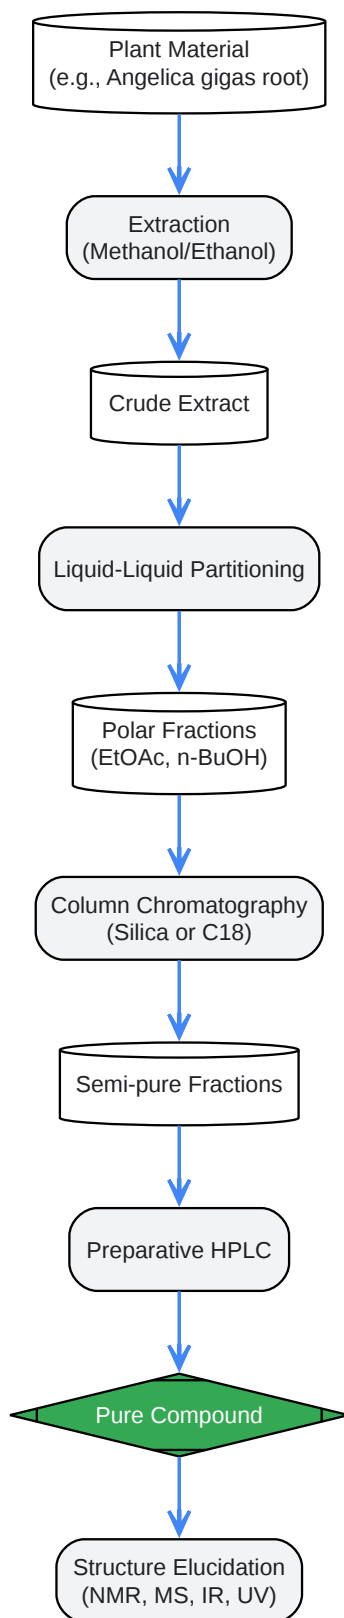 Plant Material
(e.g., Angelica gigas root)
Extraction
(Methanol/Ethanol)
Crude Extract
Liquid-Liquid Partitioning
Polar Fractions
(EtOAc, n-BuOH)
Column Chromatography
(Silica or C18)
Semi-pure Fractions
Preparative HPLC
Pure Compound
Structure Elucidation
(NMR, MS, IR, UV)